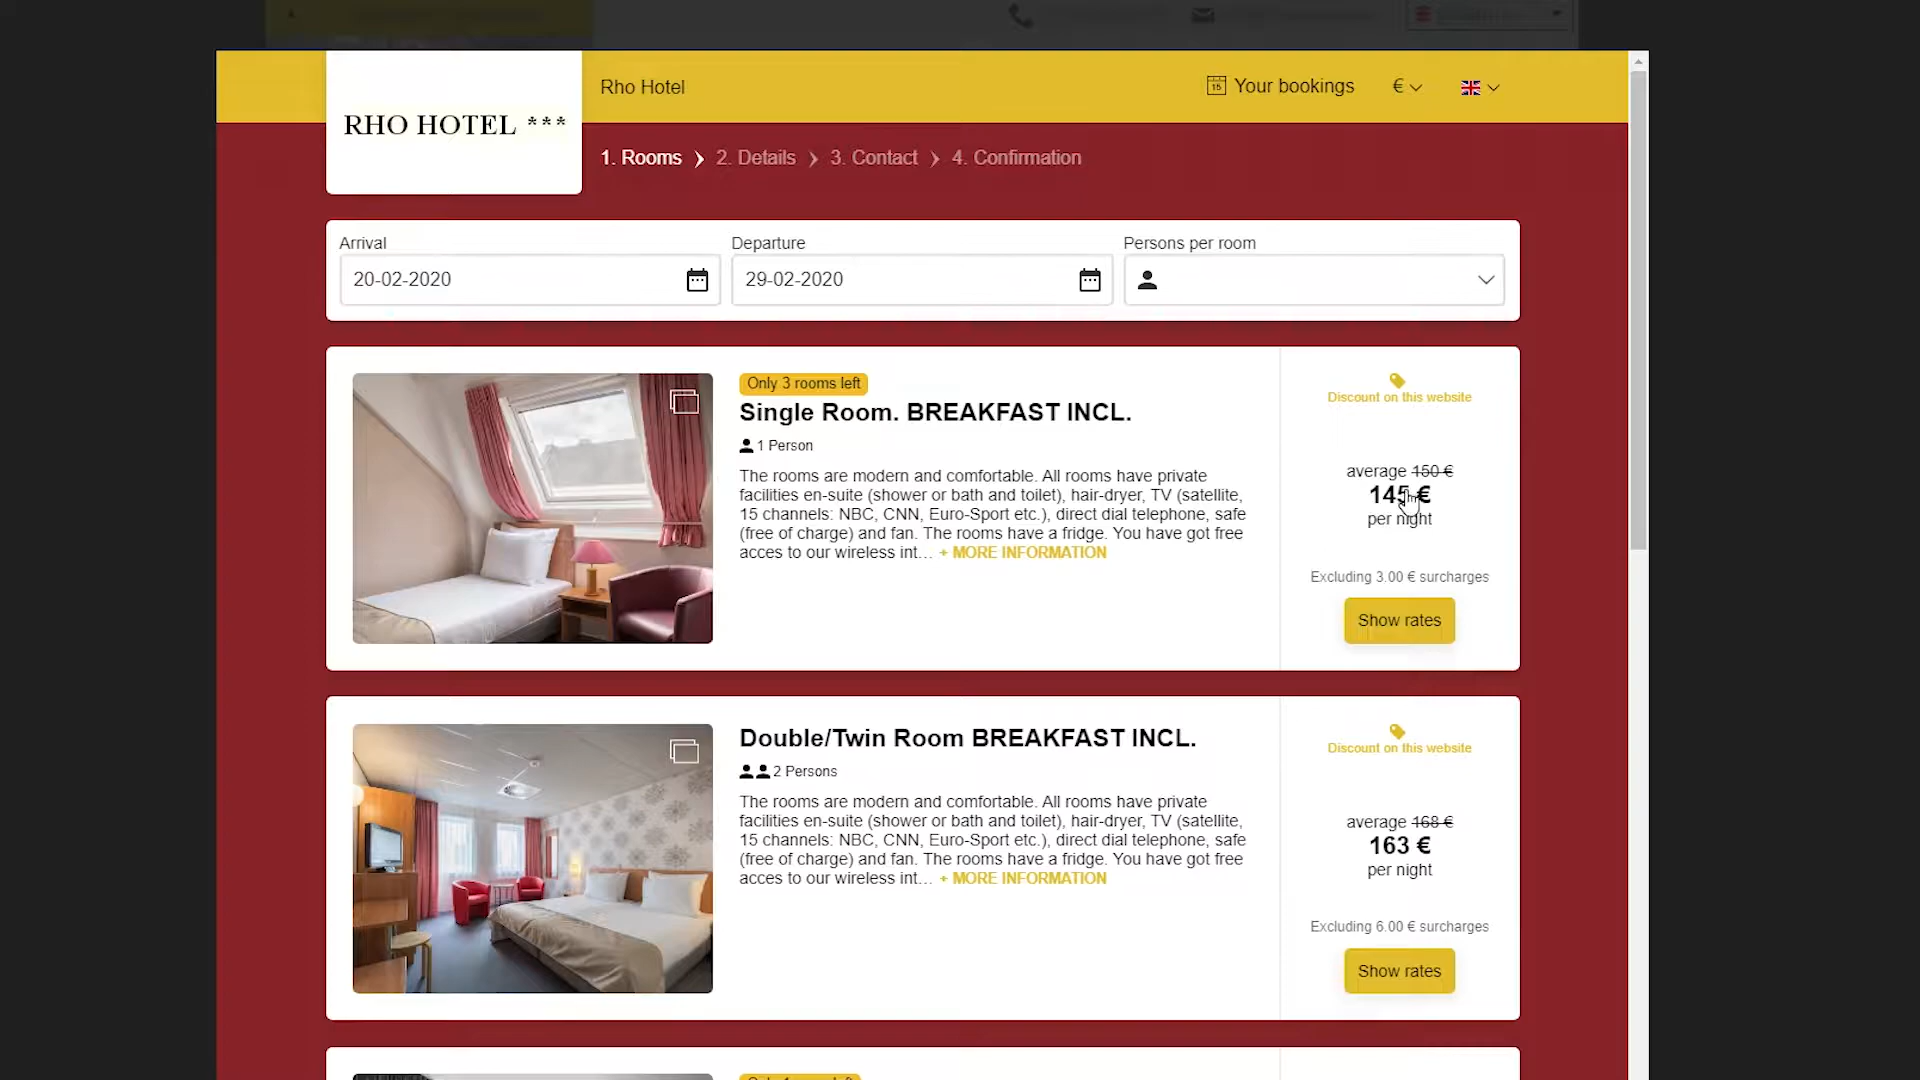 RHO HOTEL ***
Rho Hotel
Your bookings
€
1. Rooms
2. Details
3. Contact
4. Confirmation
Arrival
20-02-2020
Departure
29-02-2020
Persons per room
Only 3 rooms left
Single Room. BREAKFAST INCL.
1 Person
The rooms are modern and comfortable. All rooms have private
facilities en-suite (shower or bath and toilet), hair-dryer, TV (satellite,
15 channels: NBC, CNN, Euro-Sport etc.), direct dial telephone, safe
(free of charge) and fan. The rooms have a fridge. You have got free
acces to our wireless int... + MORE INFORMATION
Discount on this website
average 150 €
145 €
per night
Excluding 3.00 € surcharges
Show rates
Double/Twin Room BREAKFAST INCL.
2 Persons
The rooms are modern and comfortable. All rooms have private
facilities en-suite (shower or bath and toilet), hair-dryer, TV (satellite,
15 channels: NBC, CNN, Euro-Sport etc.), direct dial telephone, safe
(free of charge) and fan. The rooms have a fridge. You have got free
acces to our wireless int... + MORE INFORMATION
Discount on this website
average 168 €
163 €
per night
Excluding 6.00 € surcharges
Show rates